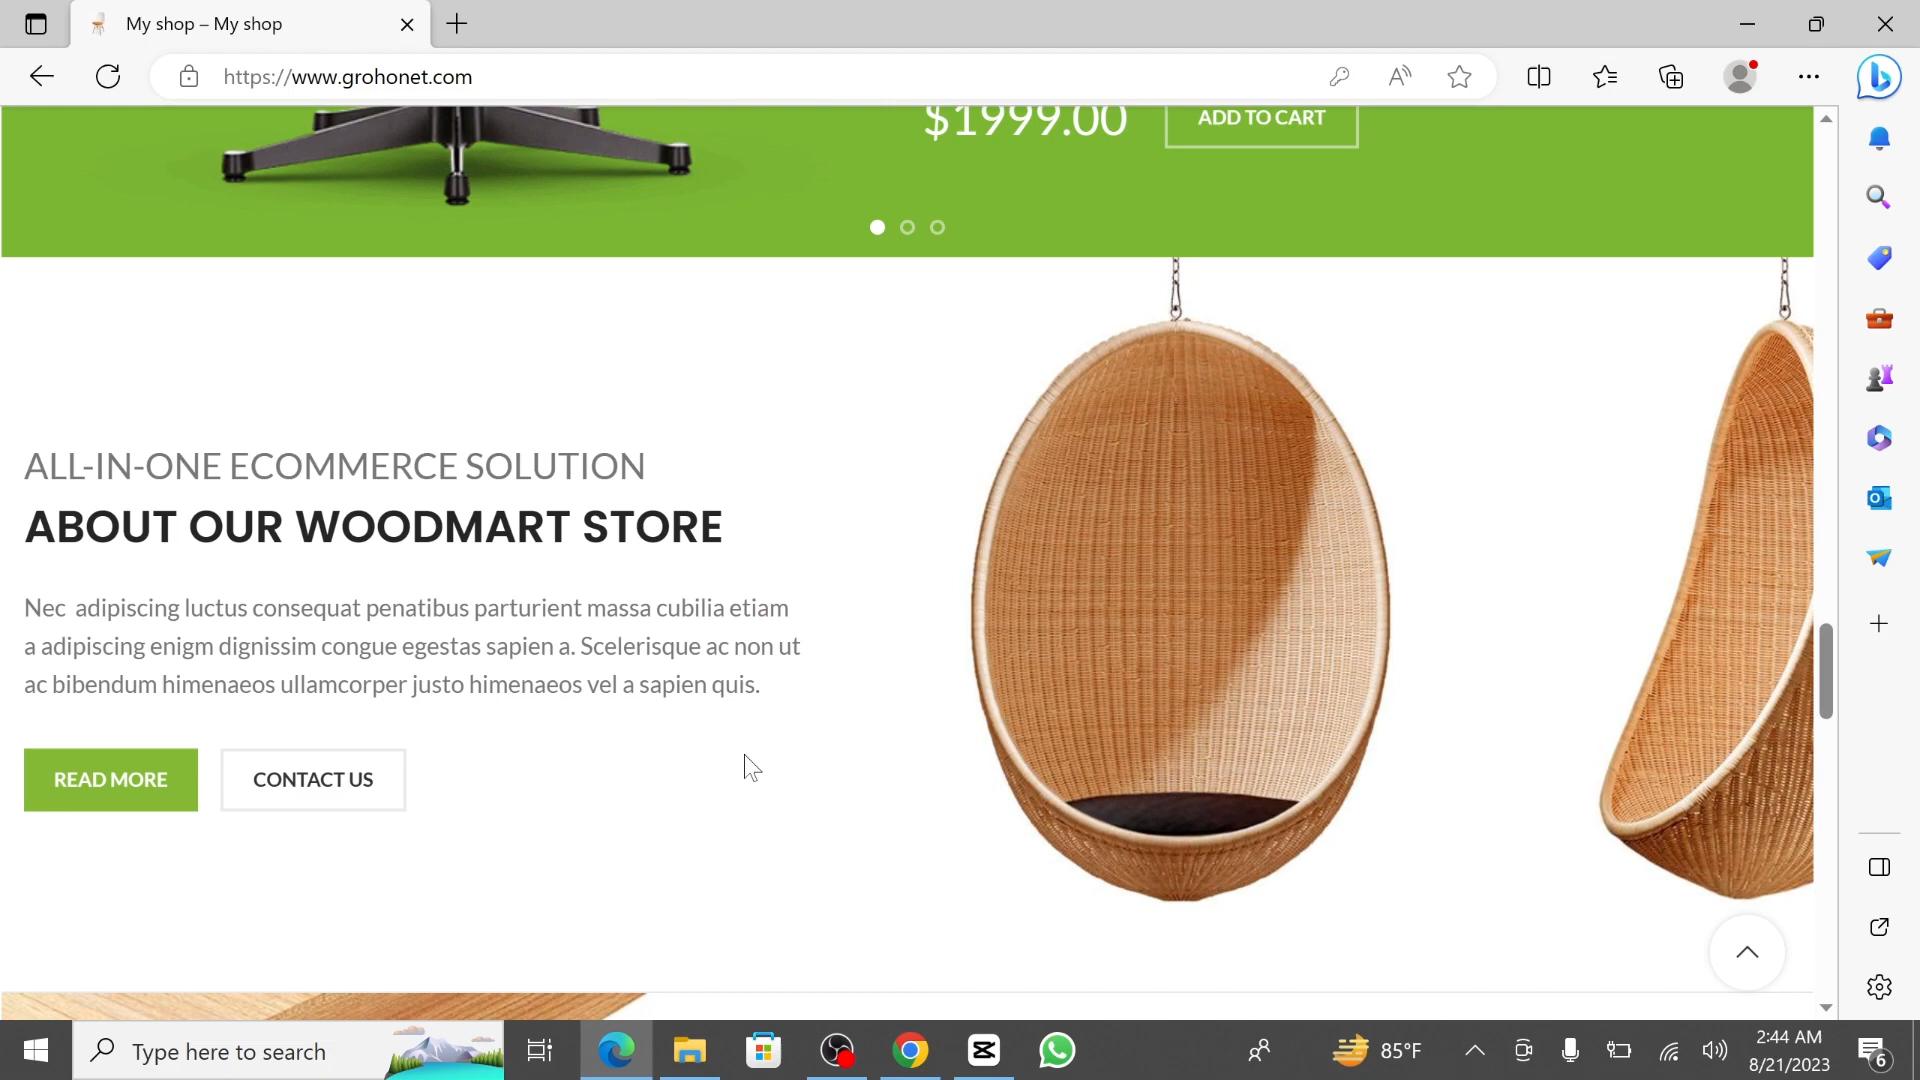 My shop – My shop
https://www.grohonet.com
$1999.00
ADD TO CART
ALL-IN-ONE ECOMMERCE SOLUTION
ABOUT OUR WOODMART STORE
Nec adipiscing luctus consequat penatibus parturient massa cubilia etiam
a adipiscing enigm dignissim congue egestas sapien a. Scelerisque ac non ut
ac bibendum himenaeos ullamcorper justo himenaeos vel a sapien quis.
READ MORE
CONTACT US
Type here to search
85°F
2:44 AM
8/21/2023
6